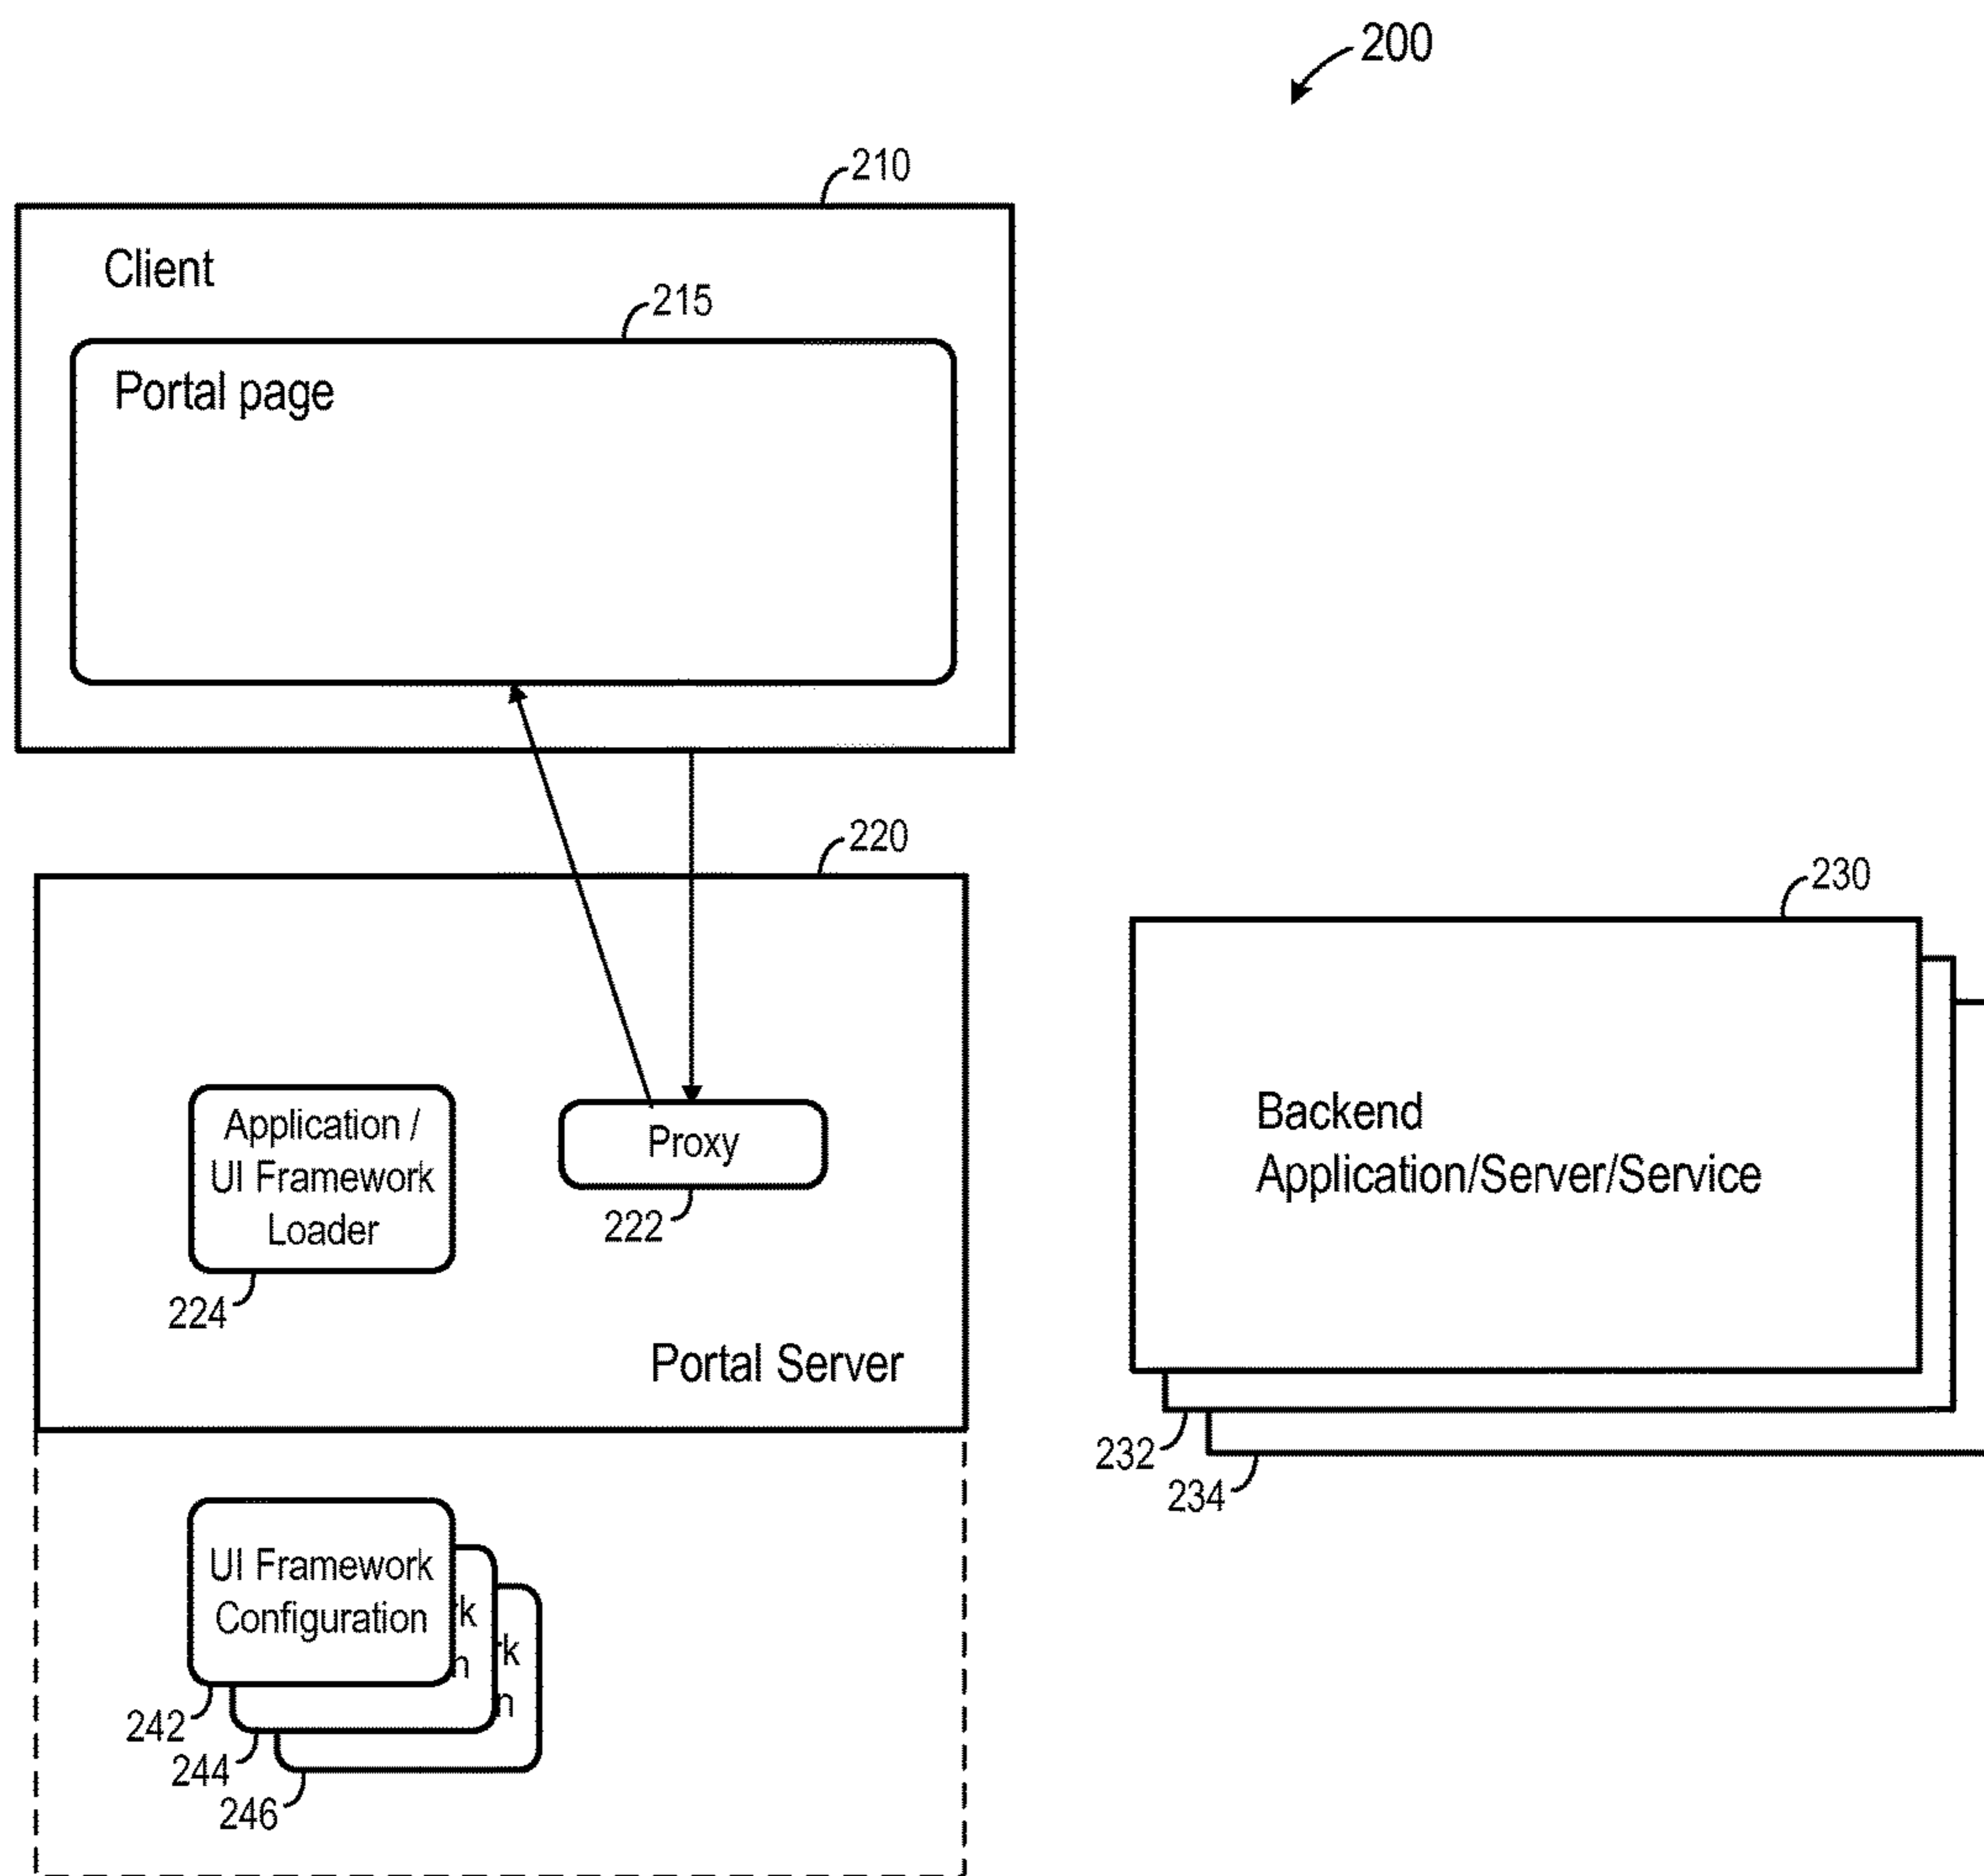 200
210
Client
215
Portal page
220
230
Application /
UI Framework
Loader
Proxy
222
224
Portal Server
Backend
Application/Server/Service
232
234
UI Framework
Configuration
k
n
rk
n
242
244
246